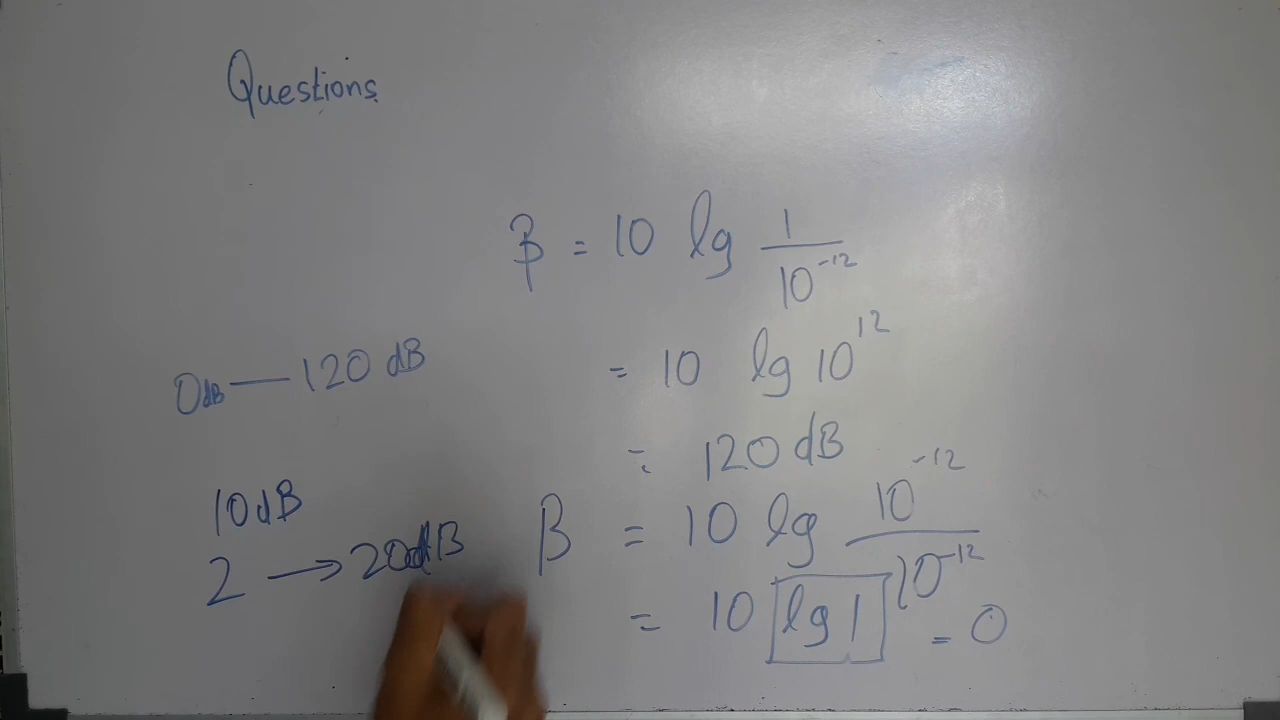 Questions.
β = 10 lg 1/10⁻¹²
= 10 lg 10¹²
0dB — 120 dB
= 120 dB
10dB
β = 10 lg 10⁻¹²/10⁻¹²
2 → 20dB
= 10 lg 1 = 0